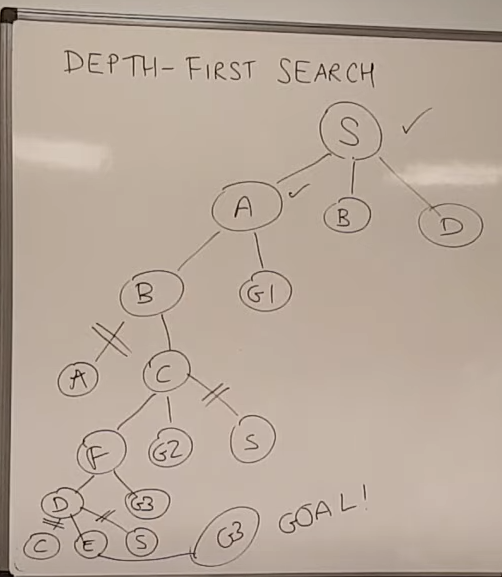 DEPTH-FIRST SEARCH
S
A B D
B G1
A C
F G2 S
D G3
C E S G3 GOAL!